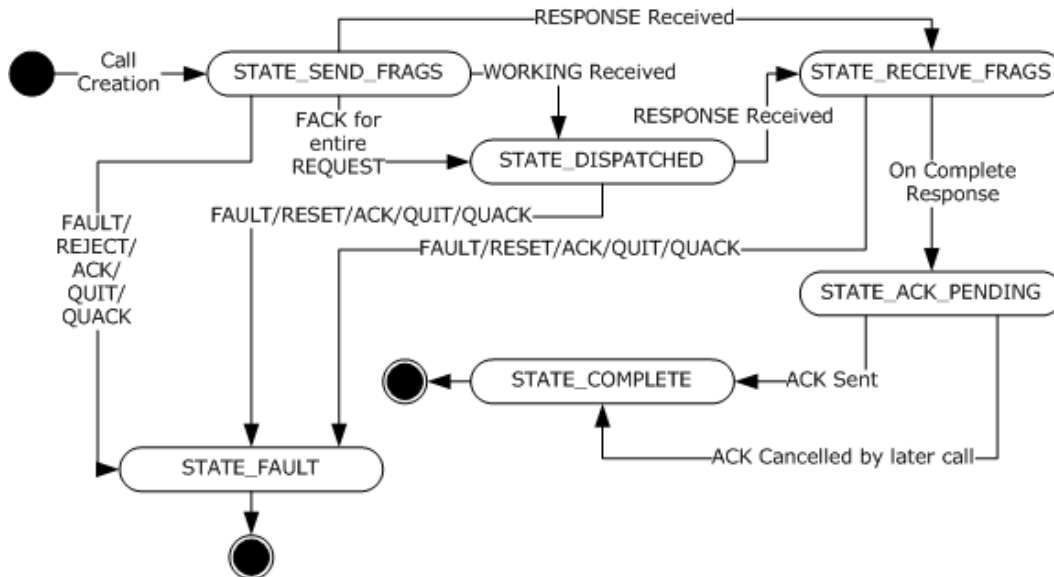 RESPONSE Received
Call
Creation
STATE_SEND_FRAGS
WORKING Received
STATE_RECEIVE_FRAGS
FACK for
entire
REQUEST
RESPONSE Received
STATE_DISPATCHED
On Complete
Response
FAULT/RESET/ACK/QUIT/QUACK
FAULT/
REJECT/
ACK/
QUIT/
QUACK
FAULT/RESET/ACK/QUIT/QUACK
STATE_ACK_PENDING
STATE_COMPLETE
ACK Sent
ACK Cancelled by later call
STATE_FAULT